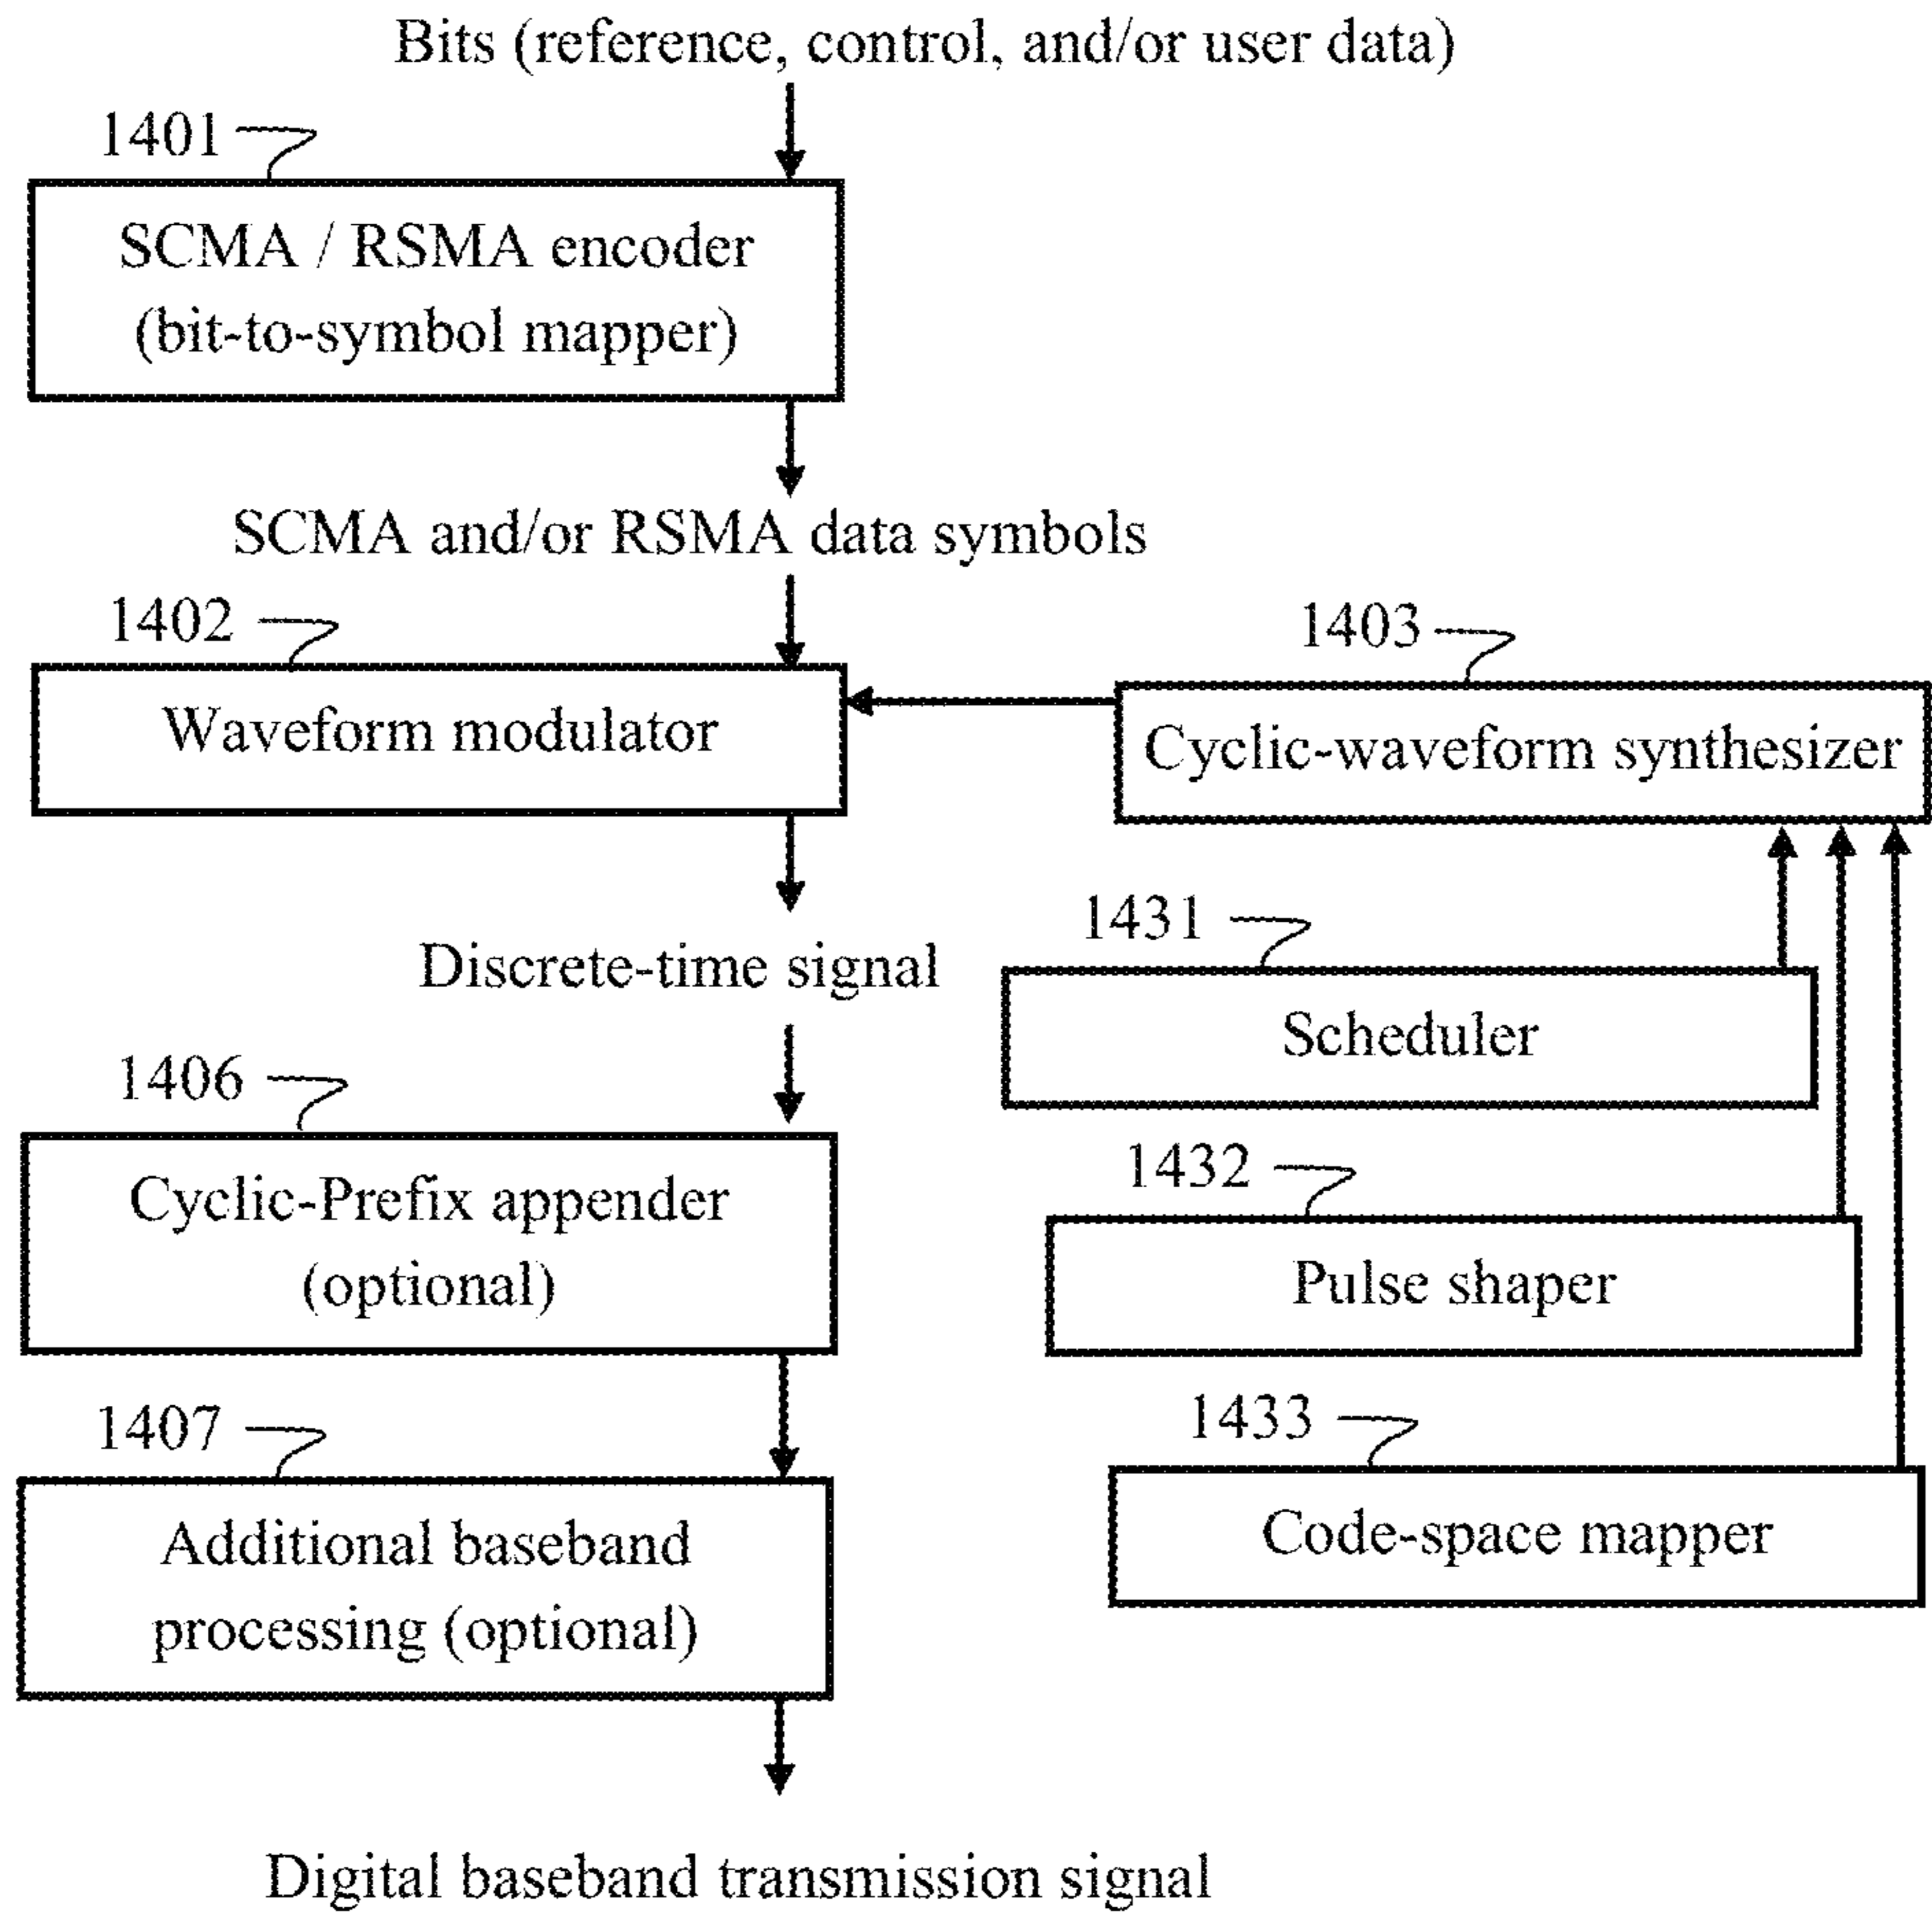 Bits (reference, control, and/or user data)
1401
SCMA / RSMA encoder
(bit-to-symbol mapper)
SCMA and/or RSMA data symbols
1402
Waveform modulator
1403
Cyclic-waveform synthesizer
Discrete-time signal
1431
Scheduler
1406
Cyclic-Prefix appender
(optional)
1432
Pulse shaper
1407
Additional baseband
processing (optional)
1433
Code-space mapper
Digital baseband transmission signal